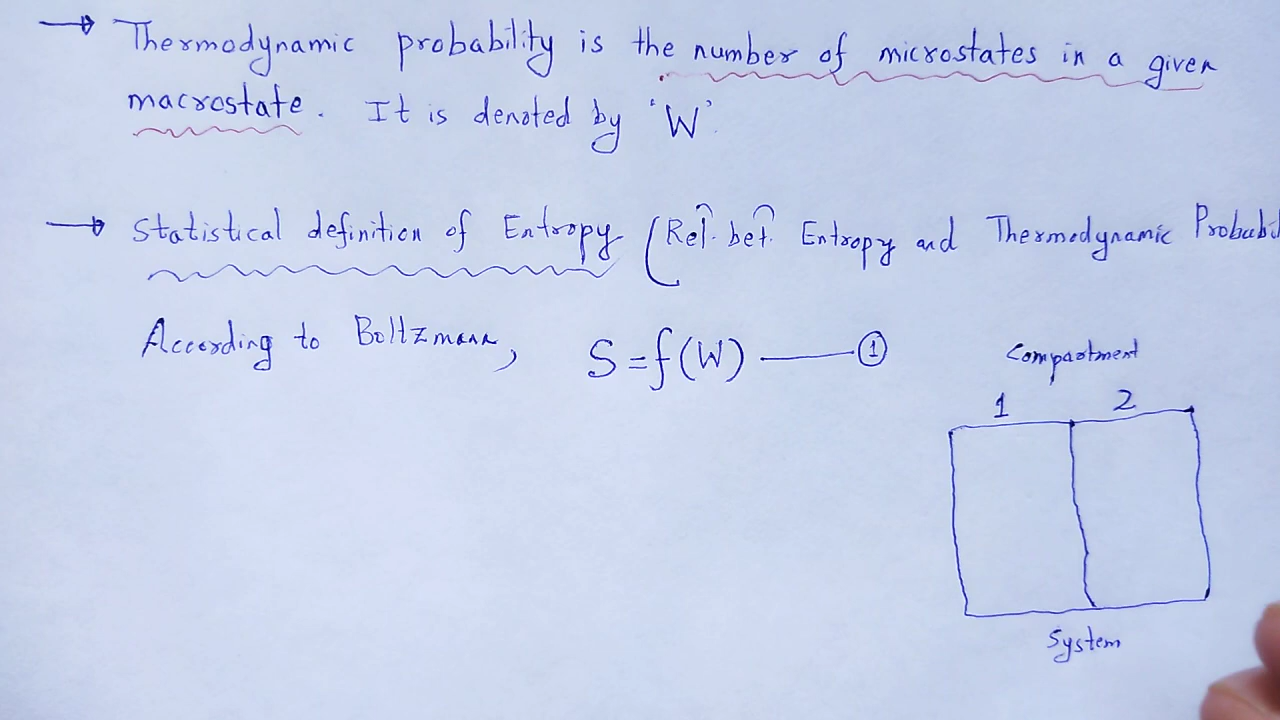 → Thermodynamic probability is the number of microstates in a given
macrostate. It is denoted by 'W'.
→ Statistical definition of Entropy (Rel. bet. Entropy and Thermodynamic Probabi
According to Boltzmann, S = f(W) —— ①
Compartment
1 2
System